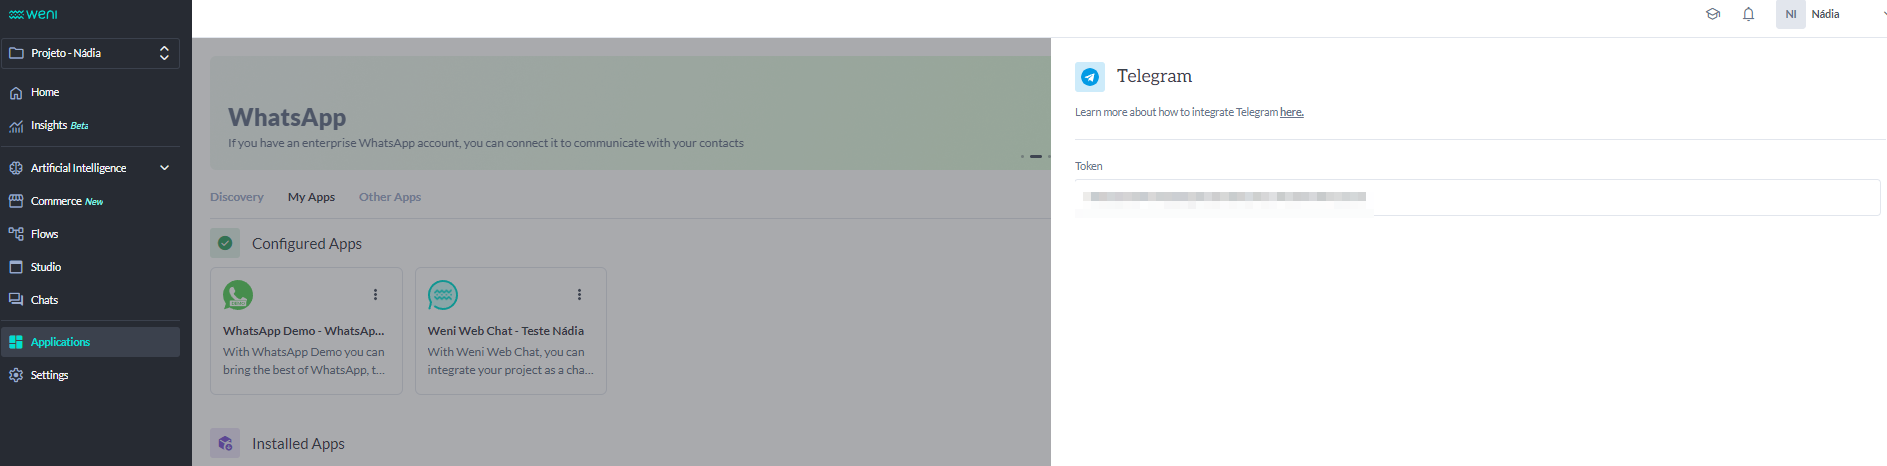 weni
Projeto - Nádia
Home
Insights Beta
Artificial Intelligence
Commerce New
Flows
Studio
Chats
Applications
Settings
NI Nádia
WhatsApp
If you have an enterprise WhatsApp account, you can connect it to communicate with your contacts
Discovery My Apps Other Apps
Configured Apps
WhatsApp Demo - WhatsAp...
With WhatsApp Demo you can
bring the best of WhatsApp, t...
Weni Web Chat - Teste Nádia
With Weni Web Chat, you can
integrate your project as a cha...
Installed Apps
Telegram
Learn more about how to integrate Telegram here.
Token